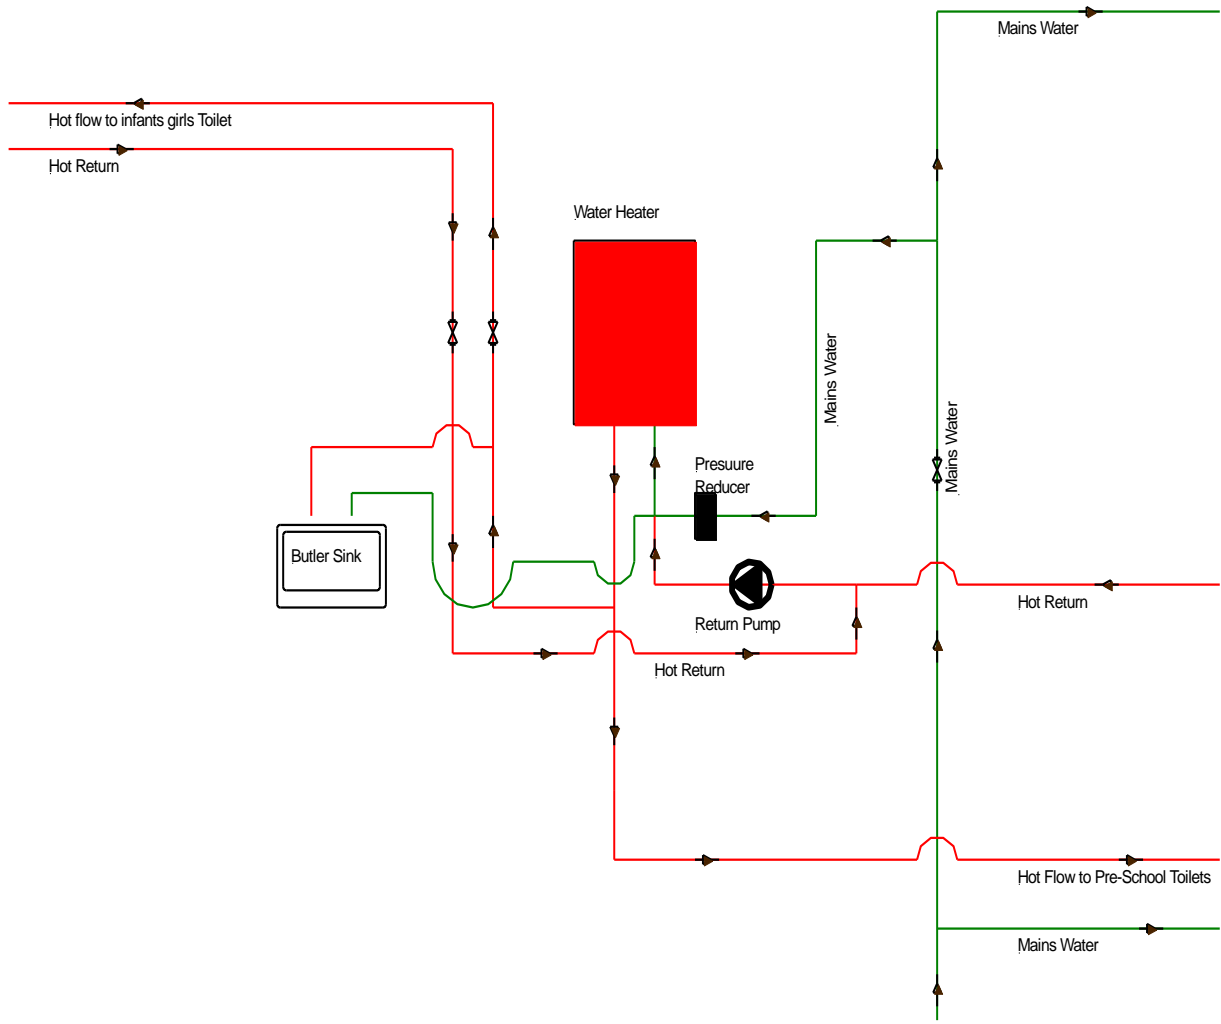 Mains Water
Hot flow to infants girls Toilet
Hot Return
Water Heater
Mains Water
Mains Water
Presuure
Reducer
Butler Sink
Hot Return
Return Pump
Hot Return
Hot Flow to Pre-School Toilets
Mains Water